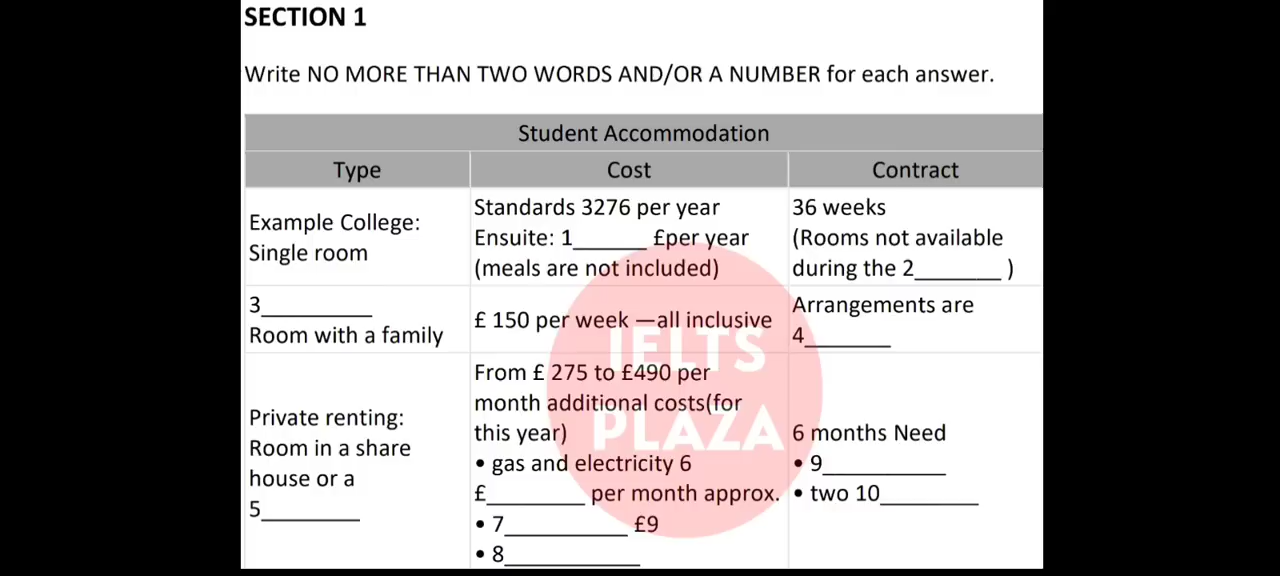 SECTION 1
Write NO MORE THAN TWO WORDS AND/OR A NUMBER for each answer.
Student Accommodation
Type Cost Contract
Example College:
Single room
Standards 3276 per year
Ensuite: 1_______ £per year
(meals are not included)
36 weeks
(Rooms not available
during the 2________ )
3__________
Room with a family
£ 150 per week —all inclusive
Arrangements are
4________
Private renting:
Room in a share
house or a
5_________
From £ 275 to £490 per
month additional costs(for
this year)
• gas and electricity 6
£_________ per month approx.
• 7___________ £9
• 8____________
6 months Need
• 9___________
• two 10_________
IELTS
PLAZA